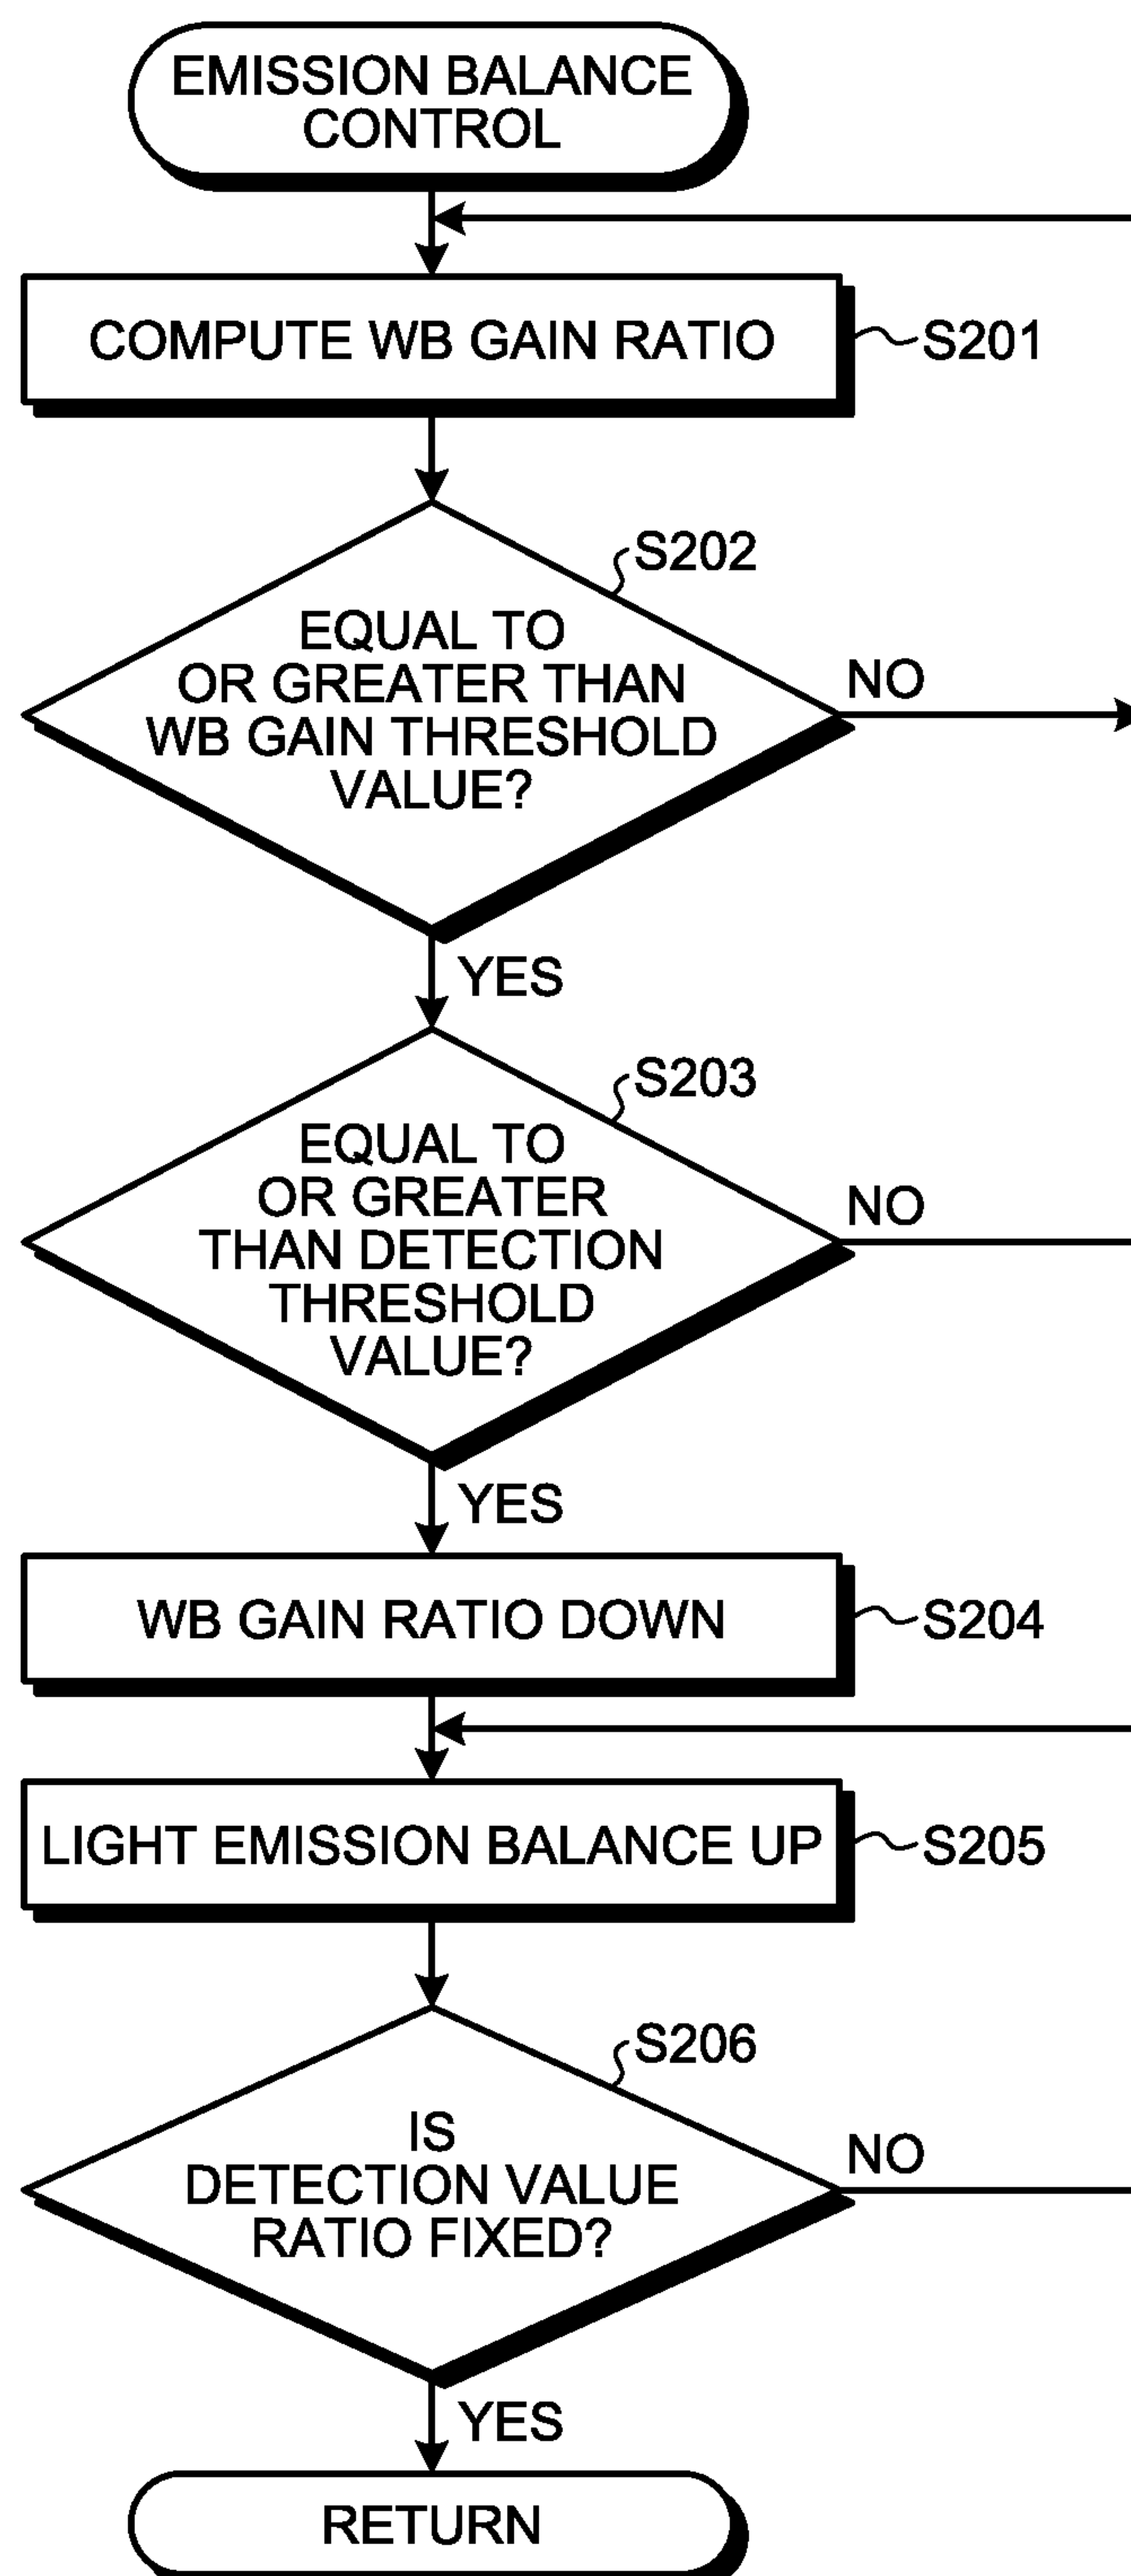 EMISSION BALANCE
CONTROL
COMPUTE WB GAIN RATIO
S201
S202
EQUAL TO
OR GREATER THAN
WB GAIN THRESHOLD
VALUE?
NO
YES
S203
EQUAL TO
OR GREATER
THAN DETECTION
THRESHOLD
VALUE?
NO
YES
WB GAIN RATIO DOWN
S204
LIGHT EMISSION BALANCE UP
S205
S206
IS
DETECTION VALUE
RATIO FIXED?
NO
YES
RETURN